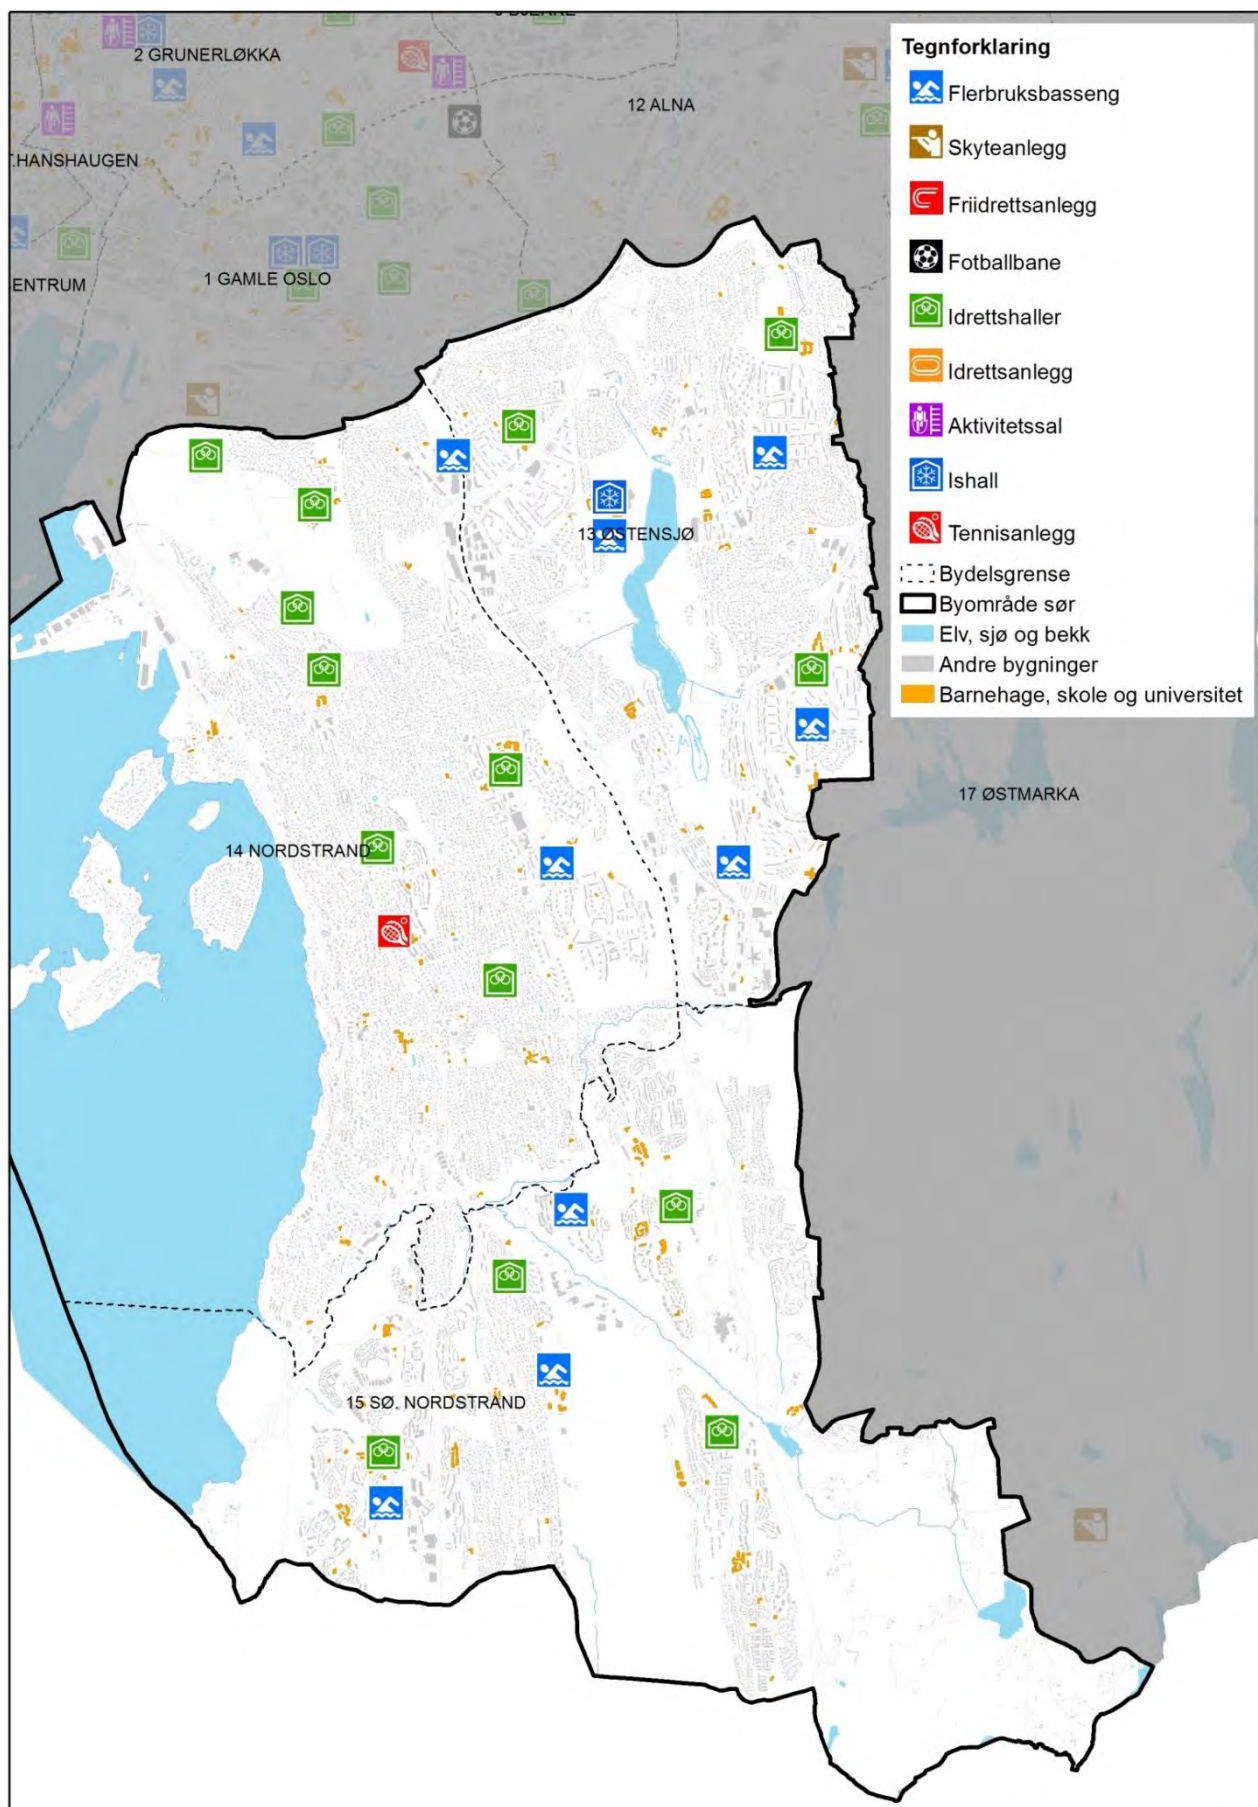 2 GRUNERLØKKA
12 ALNA
T.HANSHAUGEN
1 GAMLE OSLO
ENTRUM
13 ØSTENSJØ
17 ØSTMARKA
14 NORDSTRAND
15 SØ. NORDSTRAND
Tegnforklaring
Flerbruksbasseng
Skyteanlegg
Friidrettsanlegg
Fotballbane
Idrettshaller
Idrettsanlegg
Aktivitetssal
Ishall
Tennisanlegg
Bydelsgrense
Byområde sør
Elv, sjø og bekk
Andre bygninger
Barnehage, skole og universitet